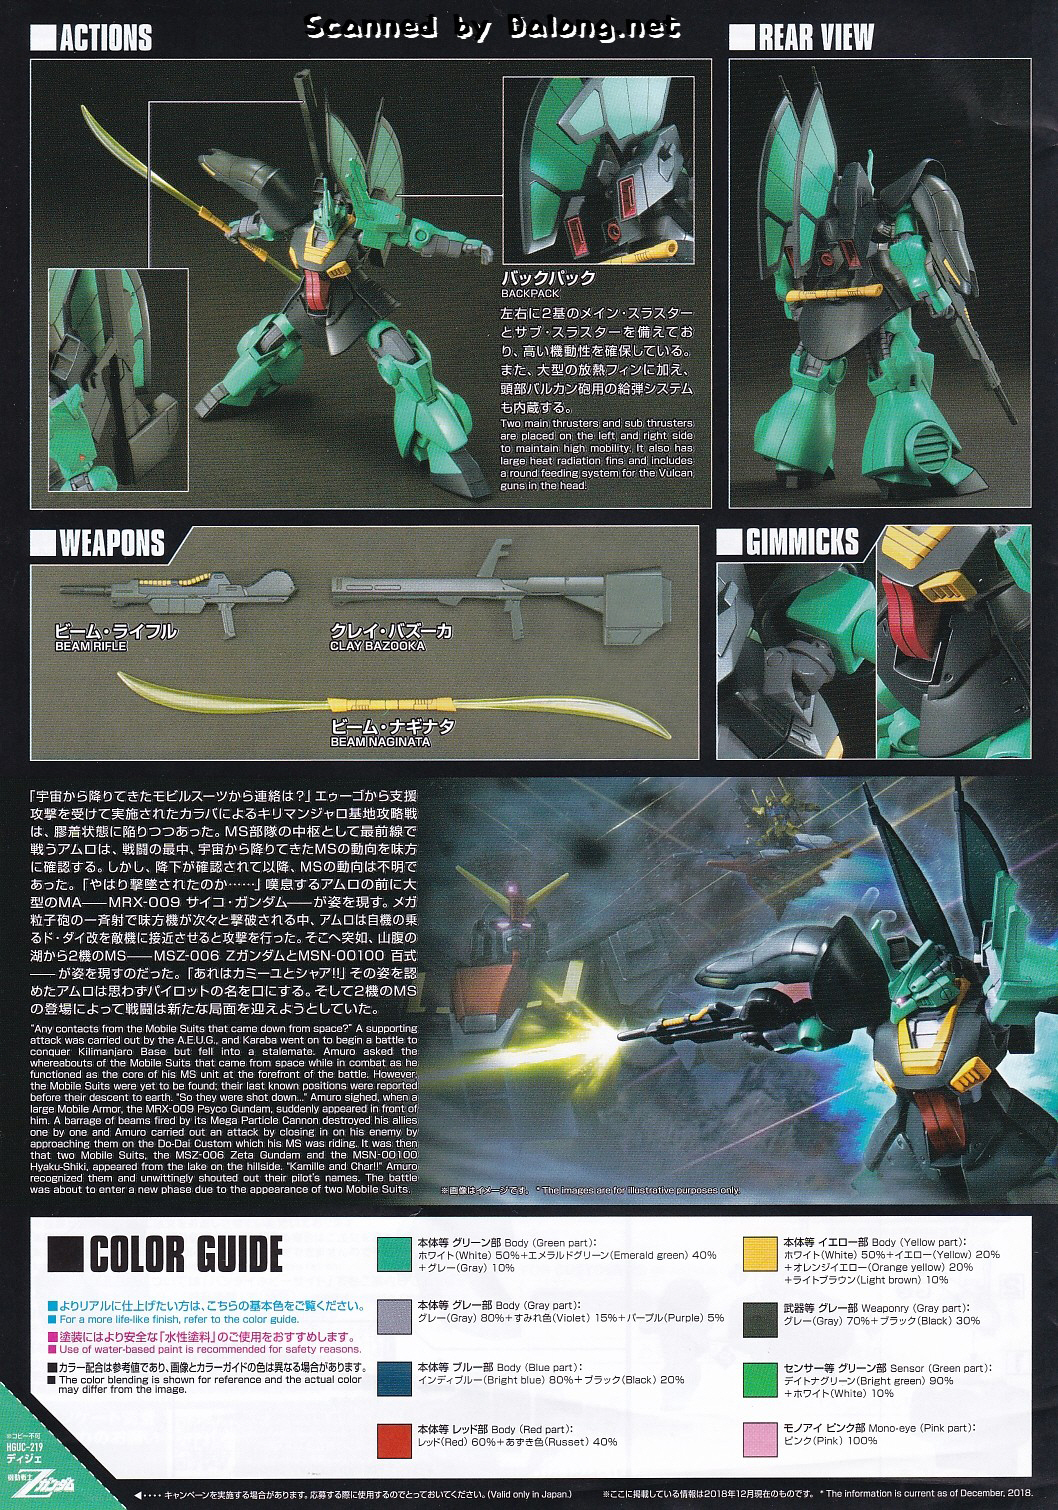 Scanned by Dalong.net
ACTIONS
REAR VIEW
バックパック
BACKPACK
左右に2基のメイン・スラスター
とサブ・スラスターを備えてお
り、高い機動性を確保している。
また、大型の放熱フィンに加え、
頭部バルカン砲用の給弾システム
も内蔵する。
Two main thrusters and sub thrusters
are placed on the left and right side
to maintain high mobility. It also has
large heat radiation fins and includes
a round feeding system for the Vulcan
guns in the head.
WEAPONS
ビーム・ライフル
BEAM RIFLE
クレイ・バズーカ
CLAY BAZOOKA
ビーム・ナギナタ
BEAM NAGINATA
GIMMICKS
「宇宙から降りてきたモビルスーツから連絡は?」エゥーゴから支援
攻撃を受けて実施されたカラバによるキリマンジャロ基地攻略戦
は、膠着状態に陥りつつあった。MS部隊の中枢として最前線で
戦うアムロは、戦闘の最中、宇宙から降りてきたMSの動向を味方
に確認する。しかし、降下が確認されて以降、MSの動向は不明で
あった。「やはり撃墜されたのか……」嘆息するアムロの前に大
型のMA――MRX-009 サイコ・ガンダム――が姿を現す。メガ
粒子砲の一斉射で味方機が次々と撃破される中、アムロは自機の乗
るド・ダイ改を敵機に接近させると攻撃を行った。そこへ突如、山腹の
湖から2機のMS――MSZ-006 ZガンダムとMSN-00100 百式
――が姿を現すのだった。「あれはカミーユとシャア!!」その姿を認
めたアムロは思わずパイロットの名を口にする。そして2機のMS
の登場によって戦闘は新たな局面を迎えようとしていた。
"Any contacts from the Mobile Suits that came down from space?" A supporting
attack was carried out by the A.E.U.G., and Karaba went on to begin a battle to
conquer Kilimanjaro Base but fell into a stalemate. Amuro asked the
whereabouts of the Mobile Suits that came from space while in combat as he
functioned as the core of his MS unit at the forefront of the battle. However,
the Mobile Suits were yet to be found; their last known positions were reported
before their descent to earth. "So they were shot down..." Amuro sighed, when a
large Mobile Armor, the MRX-009 Psyco Gundam, suddenly appeared in front of
him. A barrage of beams fired by its Mega Particle Cannon destroyed his allies
one by one and Amuro carried out an attack by closing in on his enemy by
approaching them on the Do-Dai Custom which his MS was riding. It was then
that two Mobile Suits, the MSZ-006 Zeta Gundam and the MSN-00100
Hyaku-Shiki, appeared from the lake on the hillside. "Kamille and Char!!" Amuro
recognized them and unwittingly shouted out their pilot's names. The battle
was about to enter a new phase due to the appearance of two Mobile Suits.
※画像はイメージです。 * The images are for illustrative purposes only.
COLOR GUIDE
■よりリアルに仕上げたい方は、こちらの基本色をご覧ください。
■ For a more life-like finish, refer to the color guide.
■塗装にはより安全な「水性塗料」のご使用をおすすめします。
■ Use of water-based paint is recommended for safety reasons.
■カラー配合は参考値であり、画像とカラーガイドの色は異なる場合があります。
■ The color blending is shown for reference and the actual color
may differ from the image.
本体等 グリーン部 Body (Green part):
ホワイト(White) 50%+エメラルドグリーン(Emerald green) 40%
+グレー(Gray) 10%
本体等 グレー部 Body (Gray part):
グレー(Gray) 80%+すみれ色(Violet) 15%+パープル(Purple) 5%
本体等 ブルー部 Body (Blue part):
インディブルー(Bright blue) 80%+ブラック(Black) 20%
本体等 レッド部 Body (Red part):
レッド(Red) 60%+あずき色(Russet) 40%
本体等 イエロー部 Body (Yellow part):
ホワイト(White) 50%+イエロー(Yellow) 20%
+オレンジイエロー(Orange yellow) 20%
+ライトブラウン(Light brown) 10%
武器等 グレー部 Weaponry (Gray part):
グレー(Gray) 70%+ブラック(Black) 30%
センサー等 グリーン部 Sensor (Green part):
デイトナグリーン(Bright green) 90%
+ホワイト(White) 10%
モノアイ ピンク部 Mono-eye (Pink part):
ピンク(Pink) 100%
※コピー不可
HGUC-219
ディジェ
機動戦士
Zガンダム
◀・・・・キャンペーンを実施する場合があります。応募する際に使用するのでとっておいてください。(Valid only in Japan.)
※ここに掲載している情報は2018年12月現在のものです。 * The information is current as of December, 2018.